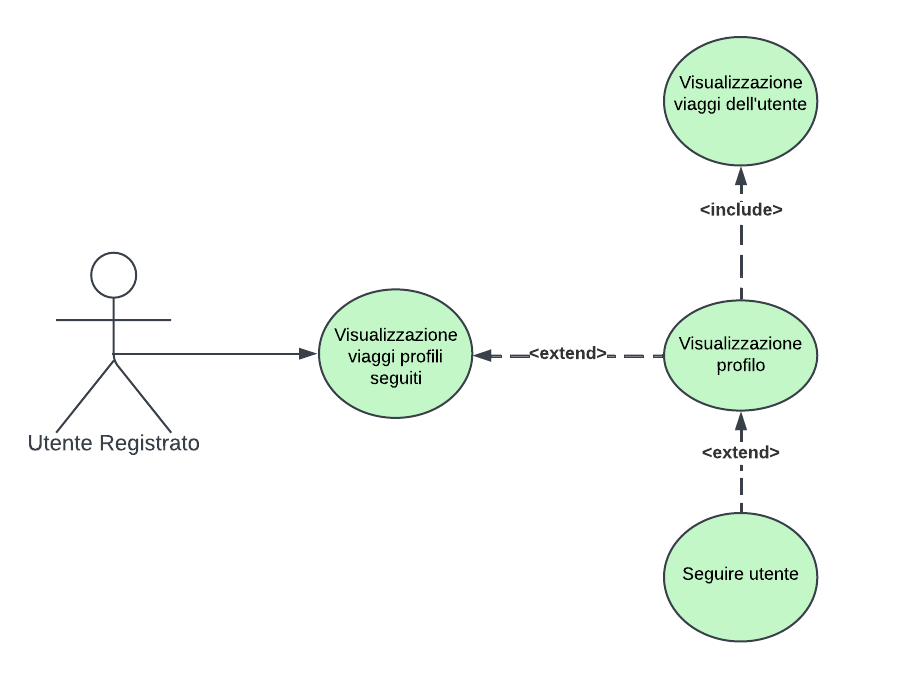 Visualizzazione
viaggi dell'utente
<include>
Visualizzazione
viaggi profili
seguiti
<extend>
Visualizzazione
profilo
Utente Registrato
<extend>
Seguire utente